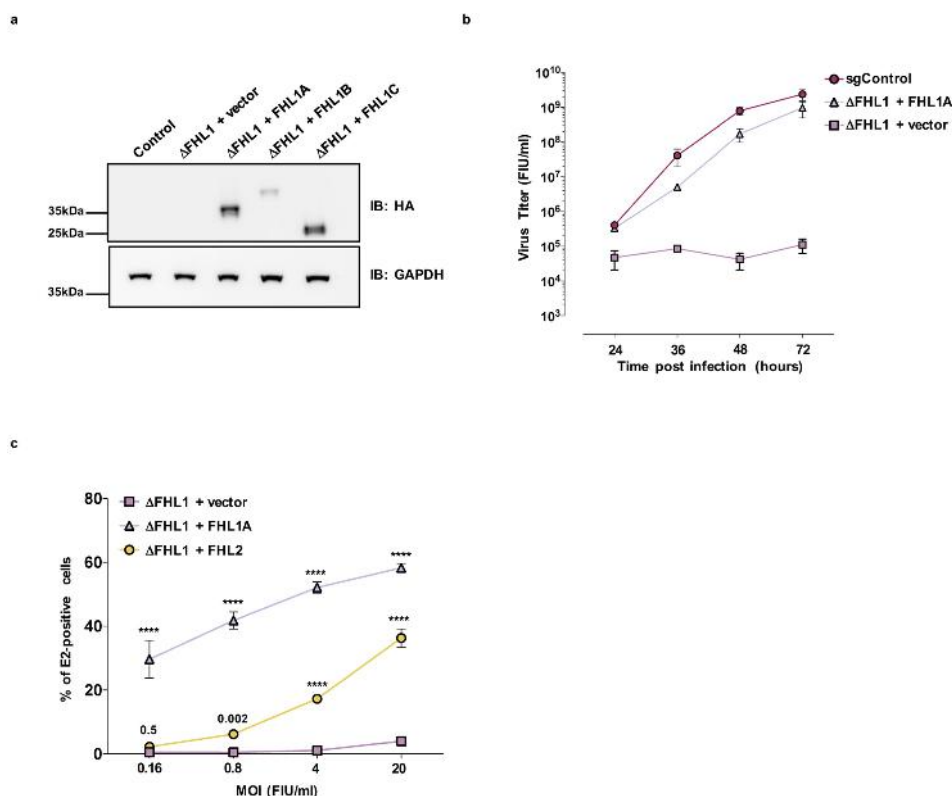 a
Control
ΔFHL1 + vector
ΔFHL1 + FHL1A
ΔFHL1 + FHL1B
ΔFHL1 + FHL1C
35kDa
25kDa
IB: HA
35kDa
IB: GAPDH
b
Virus Titer (FIU/ml)
10^10
10^9
10^8
10^7
10^6
10^5
10^4
10^3
24 36 48 72
Time post infection (hours)
sgControl
ΔFHL1 + FHL1A
ΔFHL1 + vector
c
% of E2-positive cells
80
60
40
20
0
ΔFHL1 + vector
ΔFHL1 + FHL1A
ΔFHL1 + FHL2
**** **** **** ****
0.5 0.002 **** ****
0.16 0.8 4 20
MOI (FIU/ml)